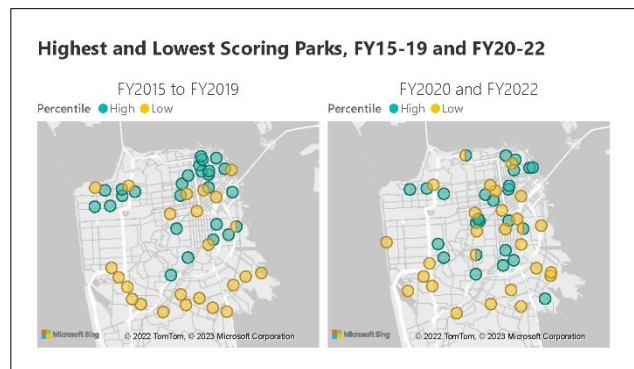 Highest and Lowest Scoring Parks, FY15-19 and FY20-22
FY2015 to FY2019
Percentile High Low
Microsoft Bing © 2022 TomTom, © 2023 Microsoft Corporation
FY2020 and FY2022
Percentile High Low
Microsoft Bing © 2022 TomTom, © 2023 Microsoft Corporation